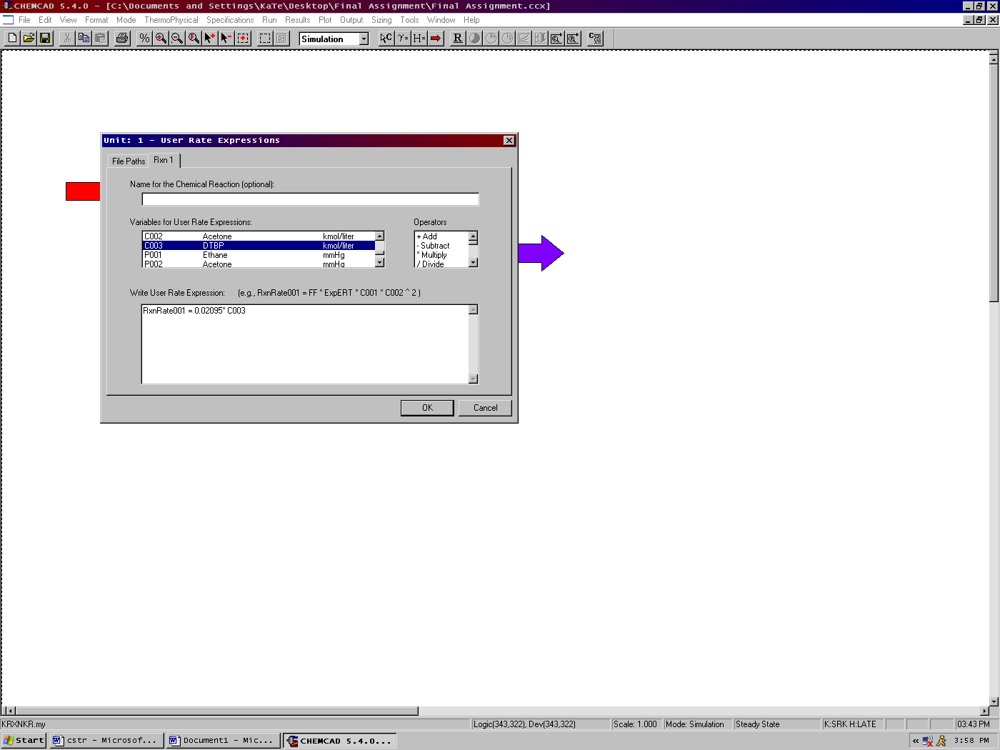 CHEMCAD 5.4.0 - [C:\Documents and Settings\kaTe\Desktop\Final Assignment\Final Assignment.ccx]
File Edit View Format Mode ThermoPhysical Specifications Run Results Plot Output Sizing Tools Window Help
% Simulation C γ= H= R
Unit: 1 - User Rate Expressions
File Paths Rxn 1
Name for the Chemical Reaction (optional):
Variables for User Rate Expressions: Operators
C002 Acetone kmol/liter + Add
C003 DTBP kmol/liter - Subtract
P001 Ethane mmHg * Multiply
P002 Acetone mmHg / Divide
Write User Rate Expression: (e.g., RxnRate001 = FF * ExpERT * C001 * C002 ^ 2 )
RxnRate001 = 0.02095* C003
OK Cancel
KRXNKR.my Logic(343,322), Dev(343,322) Scale: 1.000 Mode: Simulation Steady State K:SRK H:LATE 03:43 PM
Start cstr - Microsof... Document1 - Mic... CHEMCAD 5.4.0... « 3:58 PM